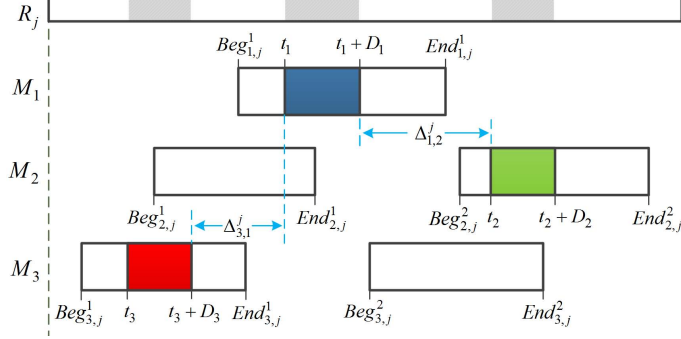 R_j
Beg^1_{1,j} t_1 t_1 + D_1 End^1_{1,j}
M_1
Δ^j_{1,2}
M_2
Beg^1_{2,j} End^1_{2,j} Beg^2_{2,j} t_2 t_2 + D_2 End^2_{2,j}
Δ^j_{3,1}
M_3
Beg^1_{3,j} t_3 t_3 + D_3 End^1_{3,j} Beg^2_{3,j} End^2_{3,j}